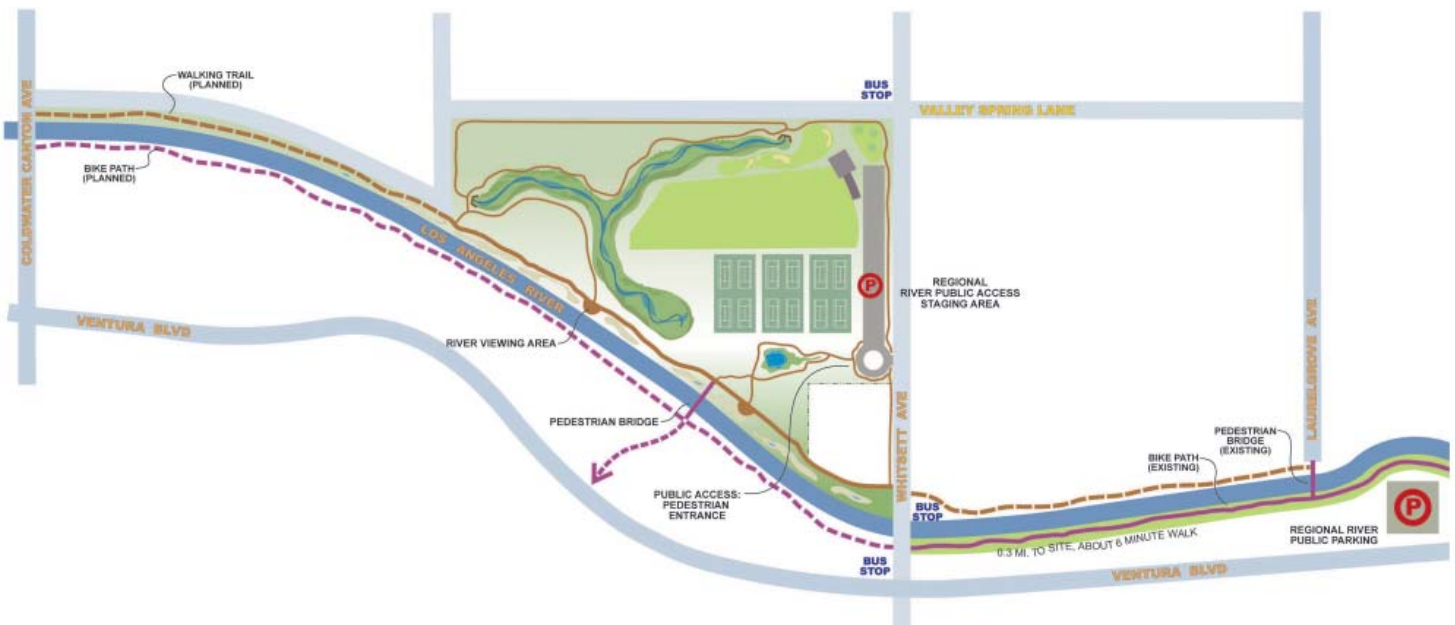 WALKING TRAIL
(PLANNED)
BUS
STOP
VALLEY SPRING LANE
COLDWATER CANYON AVE
BIKE PATH
(PLANNED)
LOS ANGELES RIVER
P
REGIONAL
RIVER PUBLIC ACCESS
STAGING AREA
VENTURA BLVD
RIVER VIEWING AREA
LAURELGROVE AVE
PEDESTRIAN BRIDGE
WHITSETT AVE
PEDESTRIAN
BRIDGE
(EXISTING)
BIKE PATH
(EXISTING)
PUBLIC ACCESS:
PEDESTRIAN
ENTRANCE
BUS
STOP
P
REGIONAL RIVER
PUBLIC PARKING
0.3 MI. TO SITE, ABOUT 6 MINUTE WALK
BUS
STOP
VENTURA BLVD